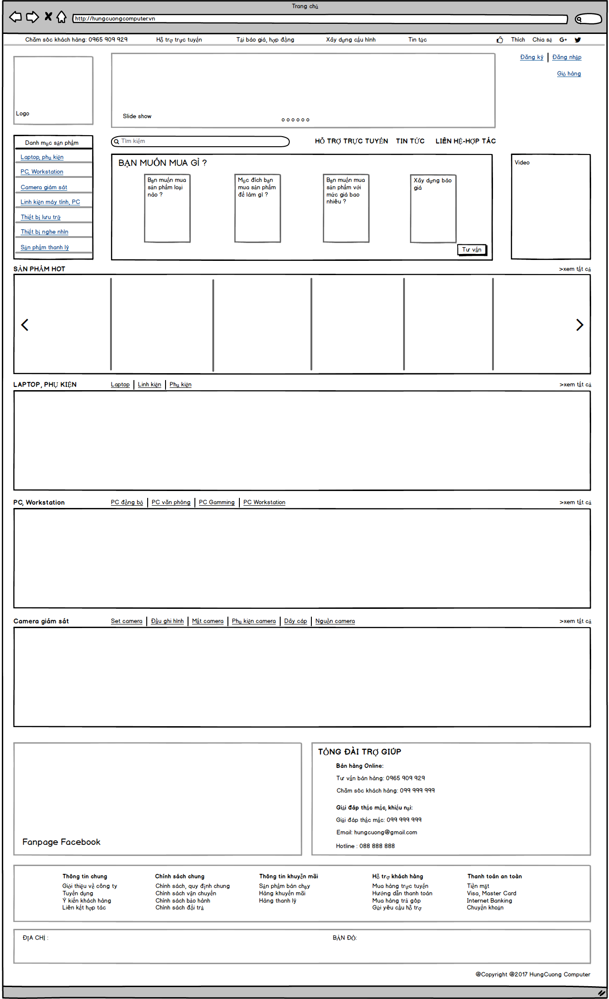 Trang chủ
http://hungcuongcomputer.vn
Chăm sóc khách hàng: 0965 909 929
Hỗ trợ trực tuyến
Tải báo giá, hợp đồng
Xây dựng cấu hình
Tin tức
Thích
Chia sẻ
G+
Đăng ký
Đăng nhập
Giỏ hàng
Logo
Slide show
Danh mục sản phẩm
Laptop, phụ kiện
PC, Workstation
Camera giám sát
Linh kiện máy tính, PC
Thiết bị lưu trữ
Thiết bị nghe nhìn
Sản phẩm thanh lý
Tìm kiếm
HỖ TRỢ TRỰC TUYẾN
TIN TỨC
LIÊN HỆ-HỢP TÁC
BẠN MUỐN MUA GÌ ?
Bạn muốn mua
sản phẩm loại
nào ?
Mục đích bạn
mua sản phẩm
để làm gì ?
Bạn muốn mua
sản phẩm với
mức giá bao
nhiêu ?
Xây dựng báo
giá
Tư vấn
Video
SẢN PHẨM HOT
>xem tất cả
LAPTOP, PHỤ KIỆN
Laptop
Linh kiện
Phụ kiện
>xem tất cả
PC, Workstation
PC đồng bộ
PC văn phòng
PC Gamming
PC Workstation
>xem tất cả
Camera giám sát
Set camera
Đầu ghi hình
Mắt camera
Phụ kiện camera
Dây cáp
Nguồn camera
>xem tất cả
Fanpage Facebook
TỔNG ĐÀI TRỢ GIÚP
Bán hàng Online:
Tư vấn bán hàng: 0965 909 929
Chăm sóc khách hàng: 099 999 999
Giải đáp thắc mắc, khiếu nại:
Giải đáp thắc mắc: 099 999 999
Email: hungcuong@gmail.com
Hotline : 088 888 888
Thông tin chung
Giới thiệu về công ty
Tuyển dụng
Ý kiến khách hàng
Liên kết hợp tác
Chính sách chung
Chính sách, quy định chung
Chính sách vận chuyển
Chính sách bảo hành
Chính sách đổi trả
Thông tin khuyễn mãi
Sản phẩm bán chạy
Hàng khuyến mãi
Hàng thanh lý
Hỗ trợ khách hàng
Mua hàng trực tuyến
Hướng dẫn thanh toán
Mua hàng trả góp
Gửi yêu cầu hỗ trợ
Thanh toán an toàn
Tiền mặt
Visa, Master Card
Internet Banking
Chuyển khoản
ĐỊA CHỈ :
BẢN ĐỒ:
@Copyright @2017 HungCuong Computer